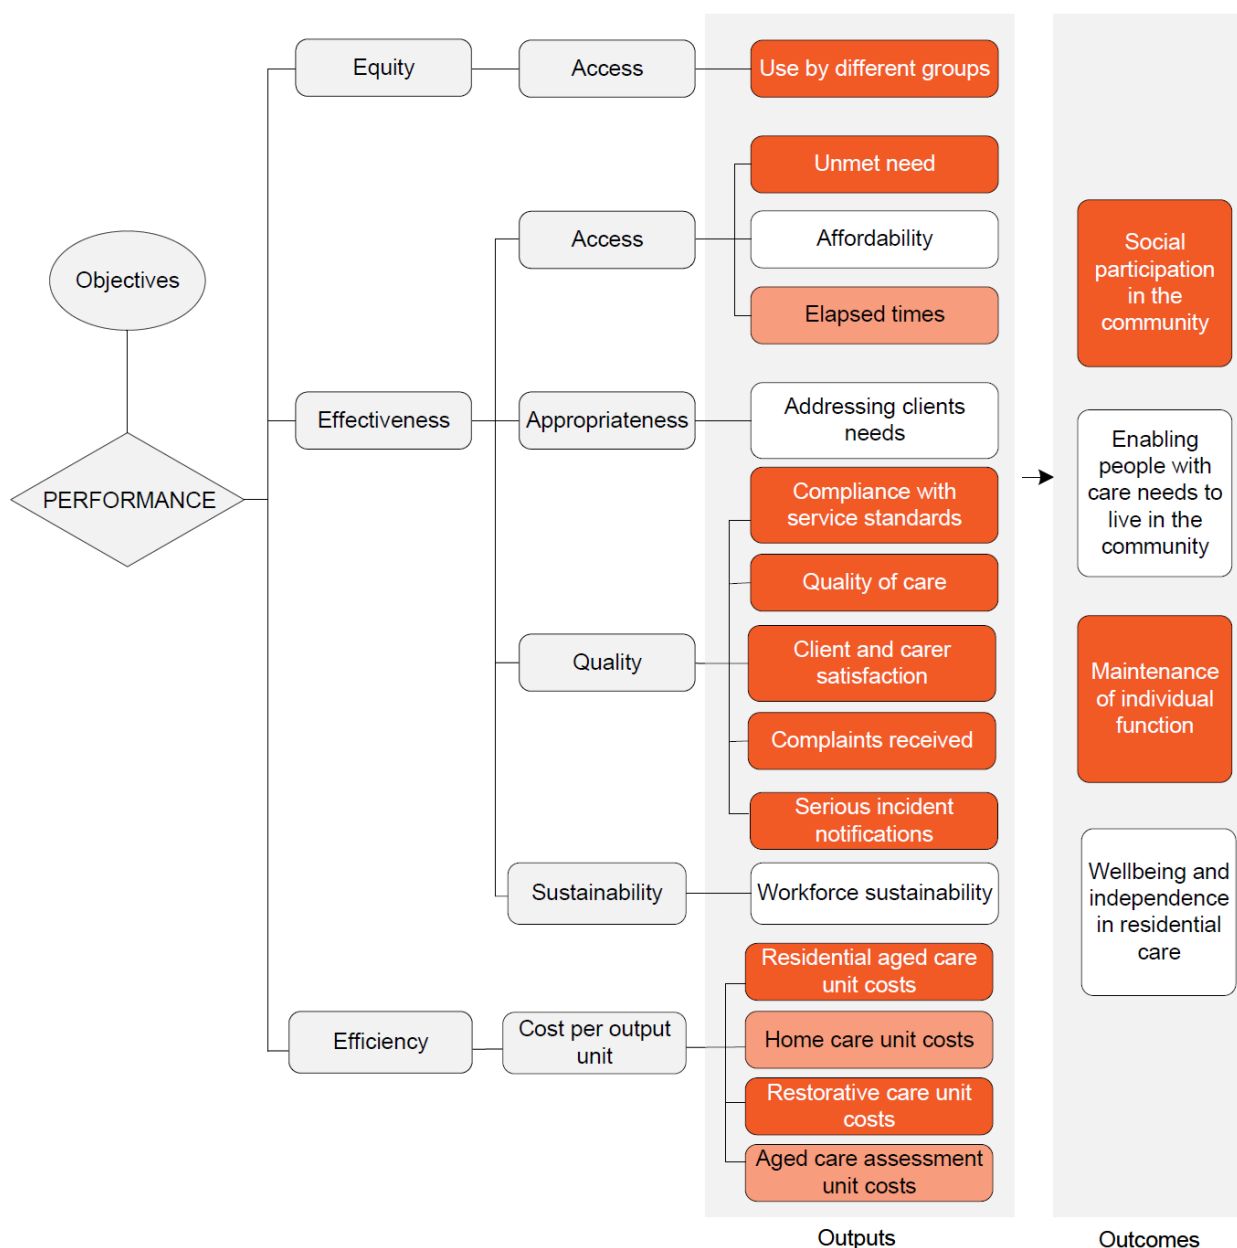 Equity
Access
Use by different groups
Unmet need
Access
Affordability
Elapsed times
Objectives
Social
participation
in the
community
Effectiveness
Appropriateness
Addressing clients
needs
Enabling
people with
care needs to
live in the
community
PERFORMANCE
Compliance with
service standards
Quality of care
Quality
Client and carer
satisfaction
Maintenance
of individual
function
Complaints received
Serious incident
notifications
Sustainability
Workforce sustainability
Wellbeing and
independence
in residential
care
Residential aged care
unit costs
Efficiency
Cost per output
unit
Home care unit costs
Restorative care unit
costs
Aged care assessment
unit costs
Outputs
Outcomes